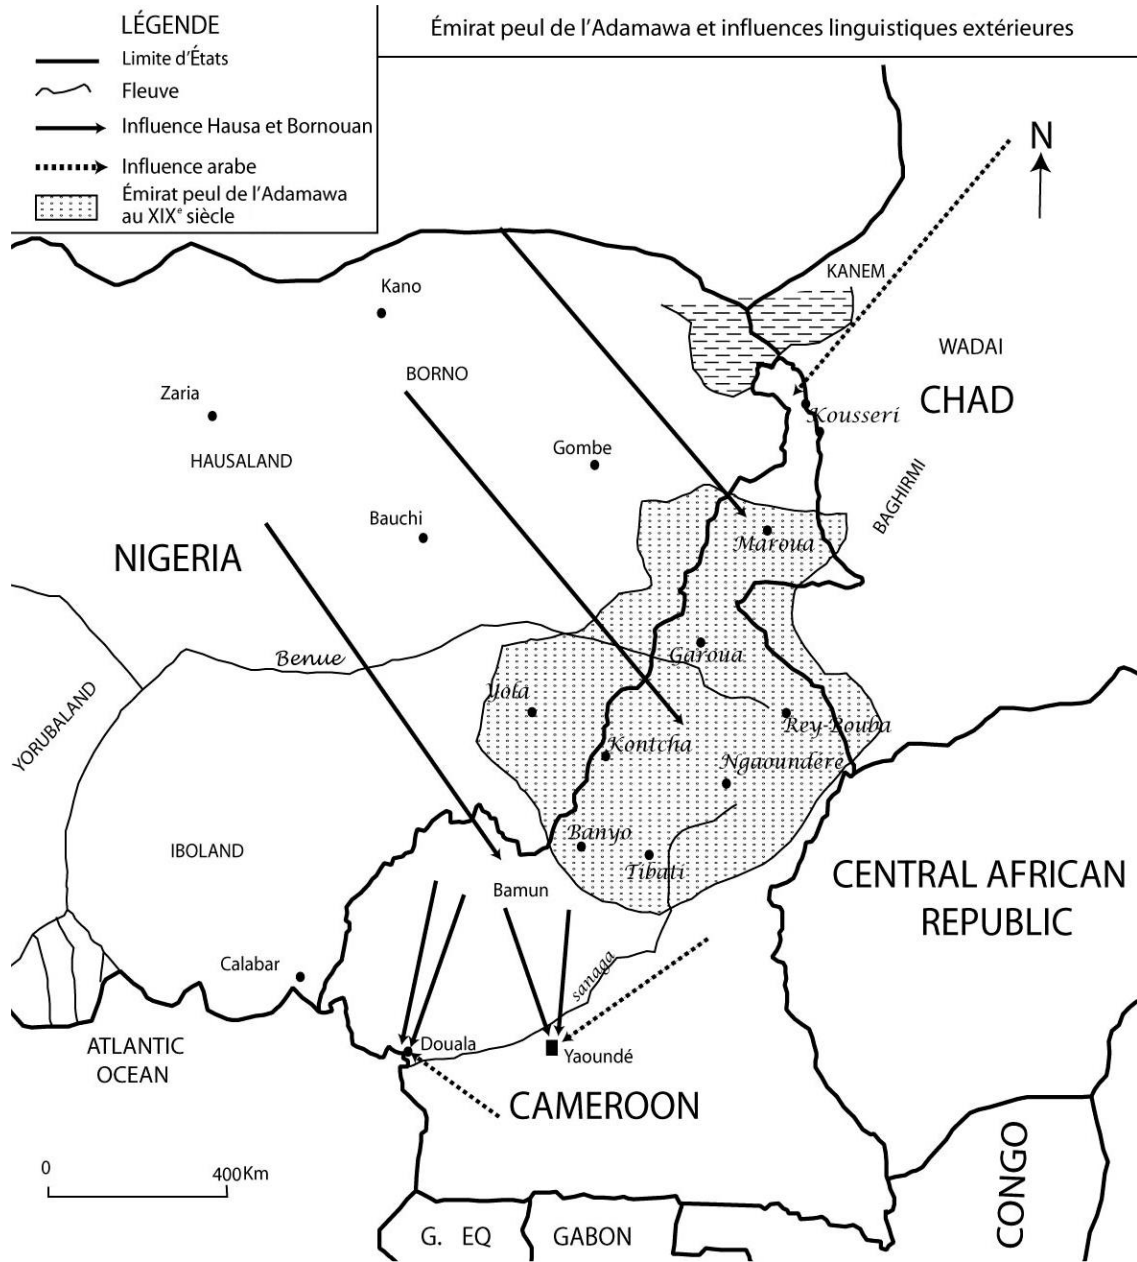 LÉGENDE
Limite d'États
Fleuve
Influence Hausa et Bornouan
Influence arabe
Émirat peul de l'Adamawa
au XIXᵉ siècle
Émirat peul de l'Adamawa et influences linguistiques extérieures
N
KANEM
Kano
WADAI
BORNO
Zaria
CHAD
Kousseri
Gombe
HAUSALAND
BAGHIRMI
Bauchi
Maroua
NIGERIA
Benue
Garoua
Yola
Rey-Bouba
YORUBALAND
Kontcha
Ngaoundéré
Banyo
IBOLAND
Tibati
CENTRAL AFRICAN
REPUBLIC
Bamun
Calabar
sanaga
Douala
Yaoundé
ATLANTIC
OCEAN
CAMEROON
CONGO
0
400 Km
G. EQ
GABON